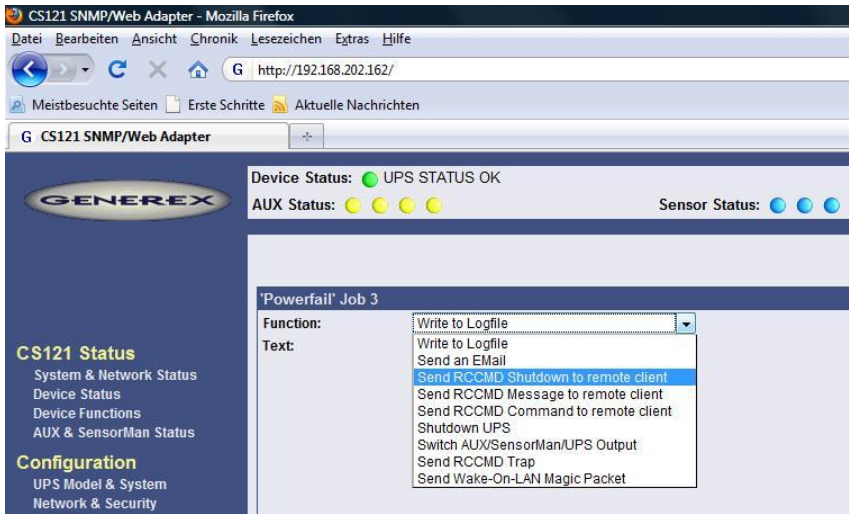 CS121 SNMP/Web Adapter - Mozilla Firefox
Datei Bearbeiten Ansicht Chronik Lesezeichen Extras Hilfe
G http://192.168.202.162/
Meistbesuchte Seiten Erste Schritte Aktuelle Nachrichten
G CS121 SNMP/Web Adapter
GENEREX
Device Status: UPS STATUS OK
AUX Status: Sensor Status:
'Powerfail' Job 3
Function: Write to Logfile
Text: Write to Logfile
Send an EMail
Send RCCMD Shutdown to remote client
Send RCCMD Message to remote client
Send RCCMD Command to remote client
Shutdown UPS
Switch AUX/SensorMan/UPS Output
Send RCCMD Trap
Send Wake-On-LAN Magic Packet
CS121 Status
System & Network Status
Device Status
Device Functions
AUX & SensorMan Status
Configuration
UPS Model & System
Network & Security